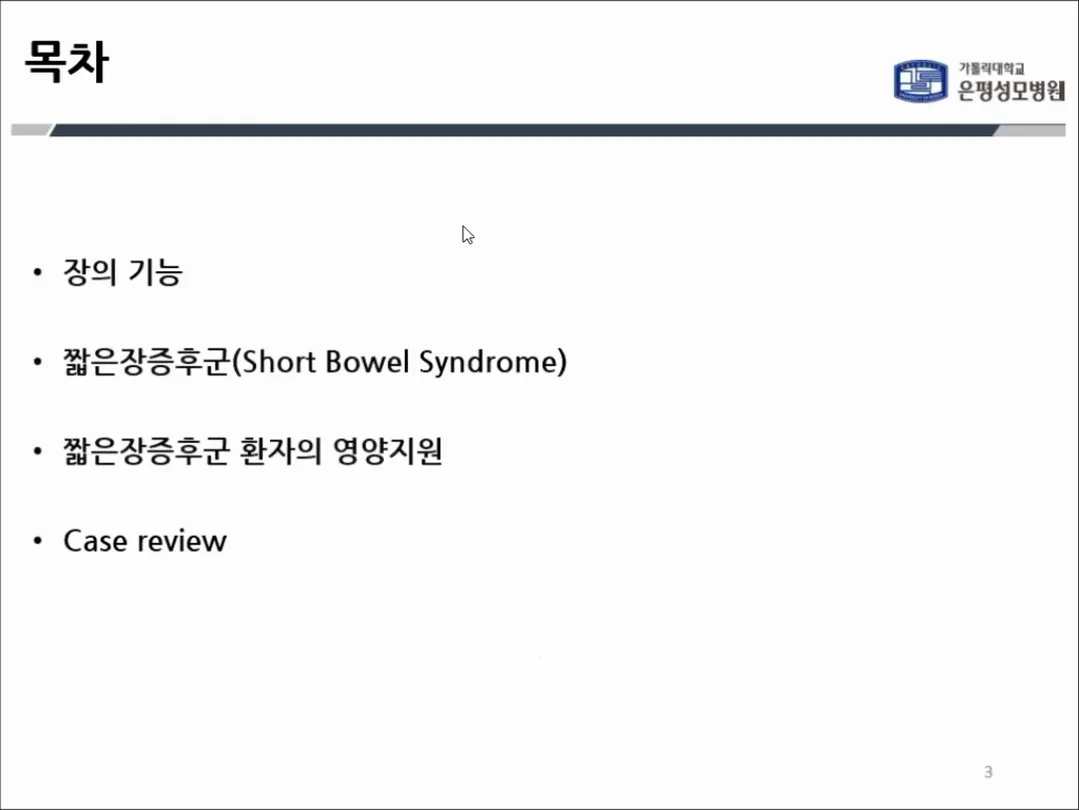 목차
가톨릭대학교
은평성모병원
• 장의 기능
• 짧은장증후군(Short Bowel Syndrome)
• 짧은장증후군 환자의 영양지원
• Case review
3